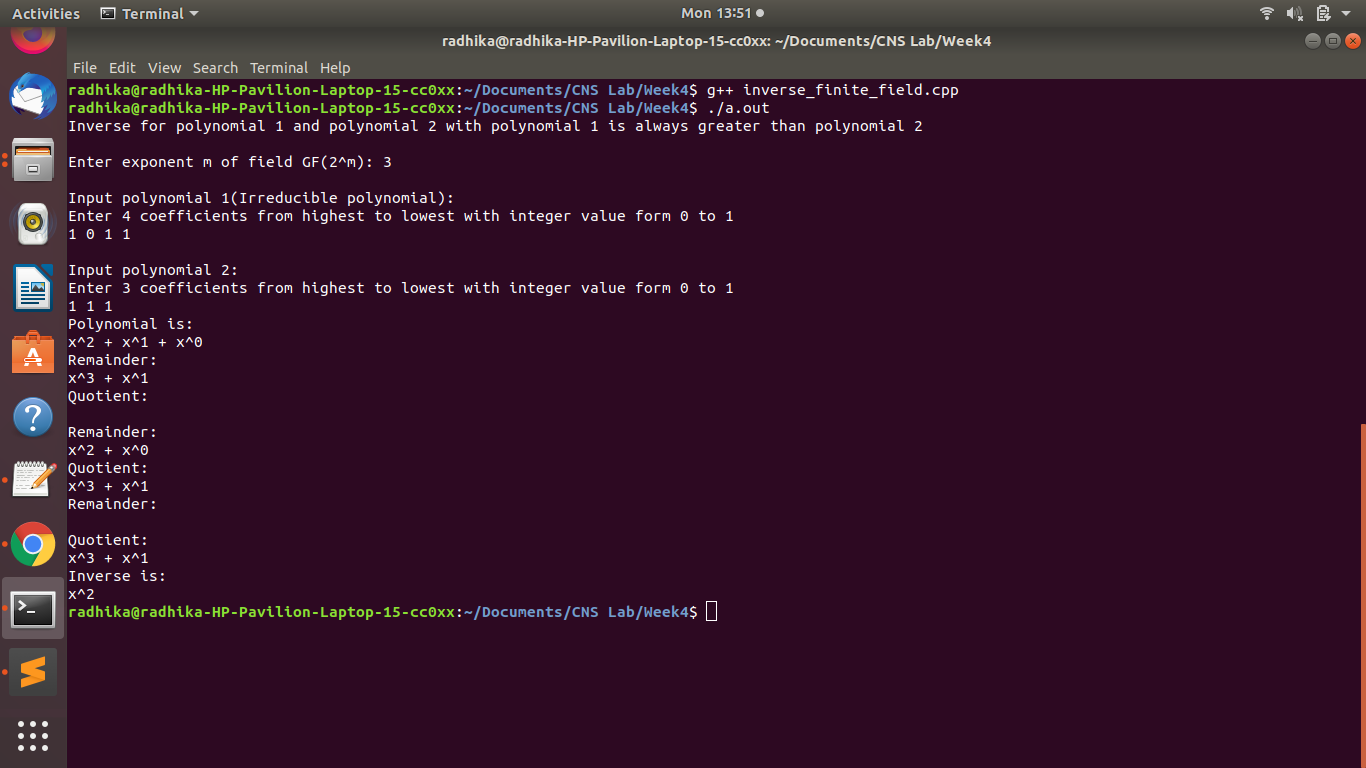 Activities Terminal Mon 13:51
radhika@radhika-HP-Pavilion-Laptop-15-cc0xx: ~/Documents/CNS Lab/Week4
File Edit View Search Terminal Help
radhika@radhika-HP-Pavilion-Laptop-15-cc0xx:~/Documents/CNS Lab/Week4$ g++ inverse_finite_field.cpp
radhika@radhika-HP-Pavilion-Laptop-15-cc0xx:~/Documents/CNS Lab/Week4$ ./a.out
Inverse for polynomial 1 and polynomial 2 with polynomial 1 is always greater than polynomial 2
Enter exponent m of field GF(2^m): 3
Input polynomial 1(Irreducible polynomial):
Enter 4 coefficients from highest to lowest with integer value form 0 to 1
1 0 1 1
Input polynomial 2:
Enter 3 coefficients from highest to lowest with integer value form 0 to 1
1 1 1
Polynomial is:
x^2 + x^1 + x^0
Remainder:
x^3 + x^1
Quotient:
Remainder:
x^2 + x^0
Quotient:
x^3 + x^1
Remainder:
Quotient:
x^3 + x^1
Inverse is:
x^2
radhika@radhika-HP-Pavilion-Laptop-15-cc0xx:~/Documents/CNS Lab/Week4$